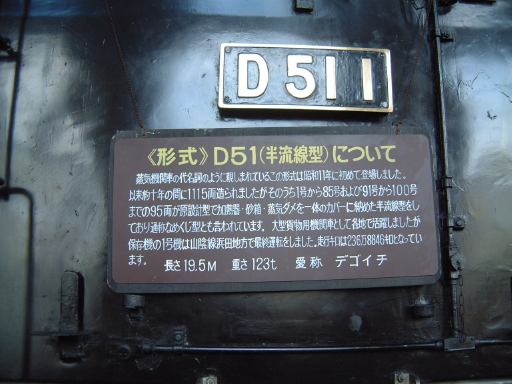 D51 1
《形式》D51(半流線型)について
蒸気機関車の代名詞のように親しまれているこの形式は昭和11年に初めて登場しました。
以来約十年の間に1115両造られましたがそのうち1号から85号および91号から100号
までの95両が原設計型で加熱器・砂箱・蒸気ダメを一体のカバーに納めた半流線型をし
ており通称なめくじ型とも言われています。大型貨物用機関車として各地で活躍しましたが
保存機の1号機は山陰線浜田地方で最終運転をしました。走行キロは236万8846キロとなってい
ます。
長さ19.5M 重さ123t 愛称 デゴイチ